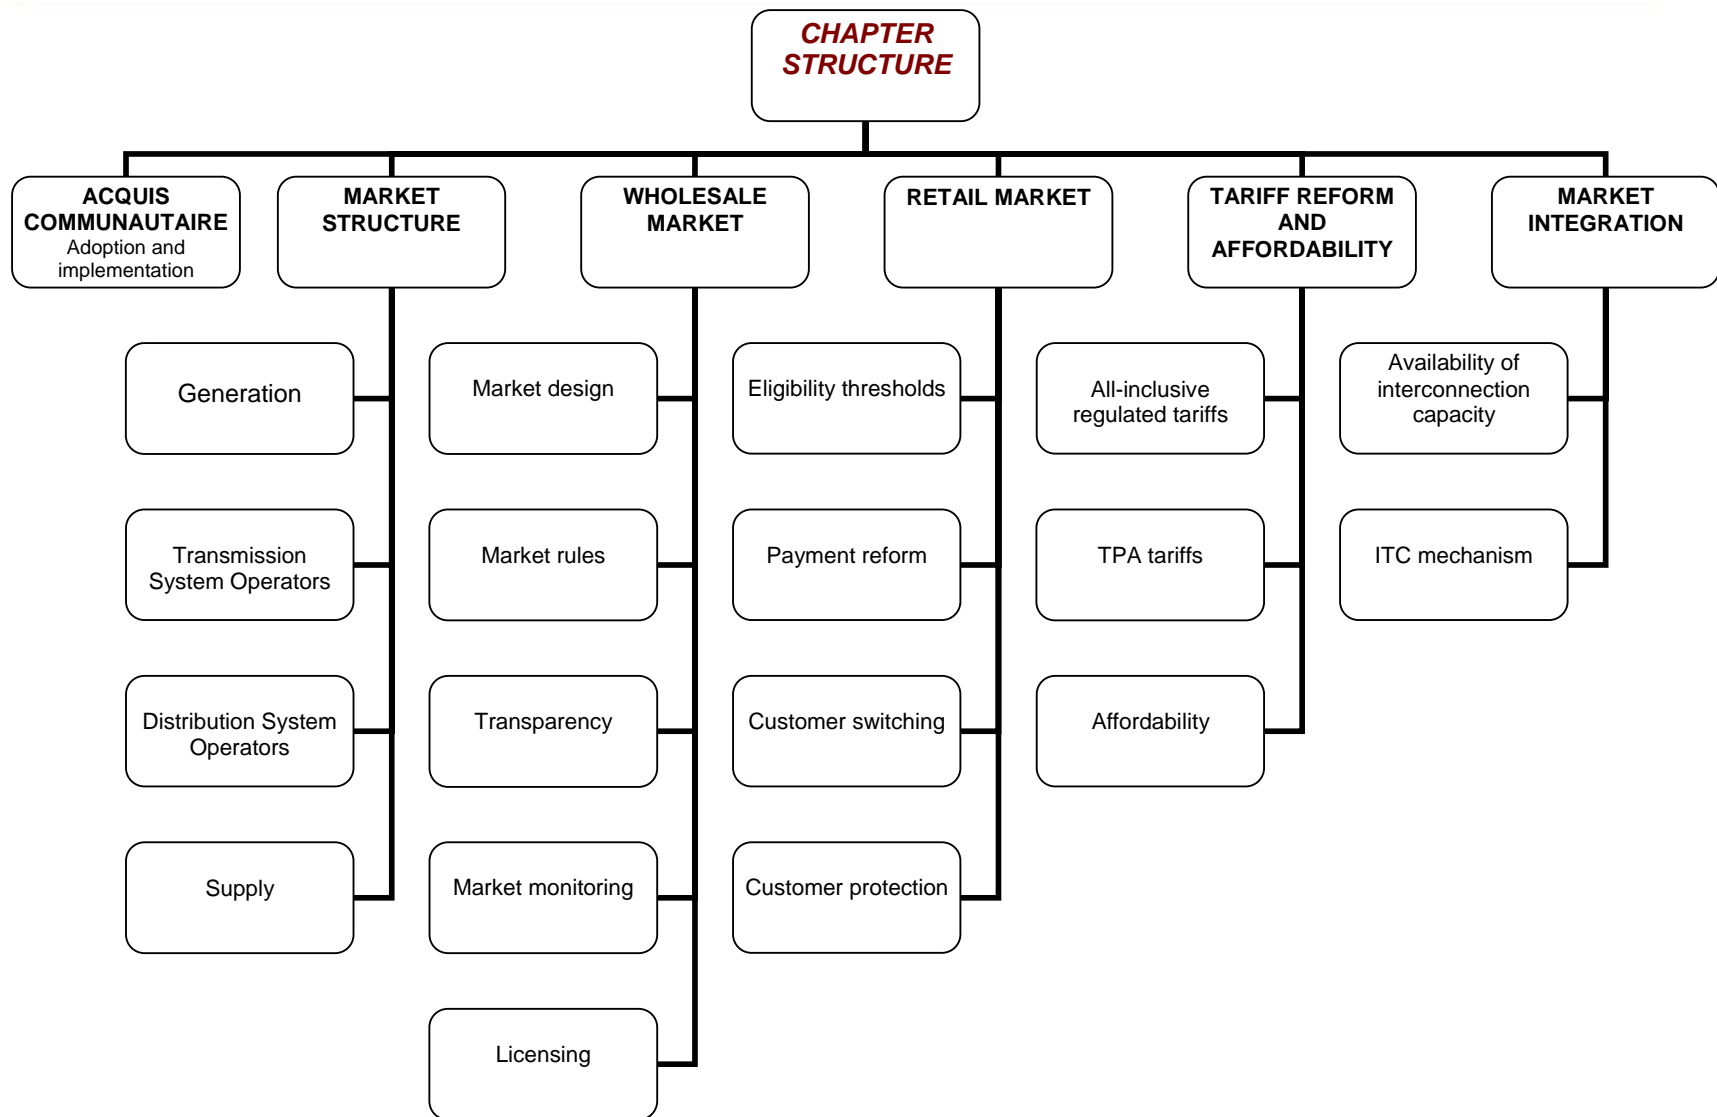 CHAPTER
STRUCTURE
ACQUIS
COMMUNAUTAIRE
Adoption and
implementation
MARKET
STRUCTURE
WHOLESALE
MARKET
RETAIL MARKET
TARIFF REFORM
AND
AFFORDABILITY
MARKET
INTEGRATION
Generation
Transmission
System Operators
Distribution System
Operators
Supply
Market design
Market rules
Transparency
Market monitoring
Licensing
Eligibility thresholds
Payment reform
Customer switching
Customer protection
All-inclusive
regulated tariffs
TPA tariffs
Affordability
Availability of
interconnection
capacity
ITC mechanism